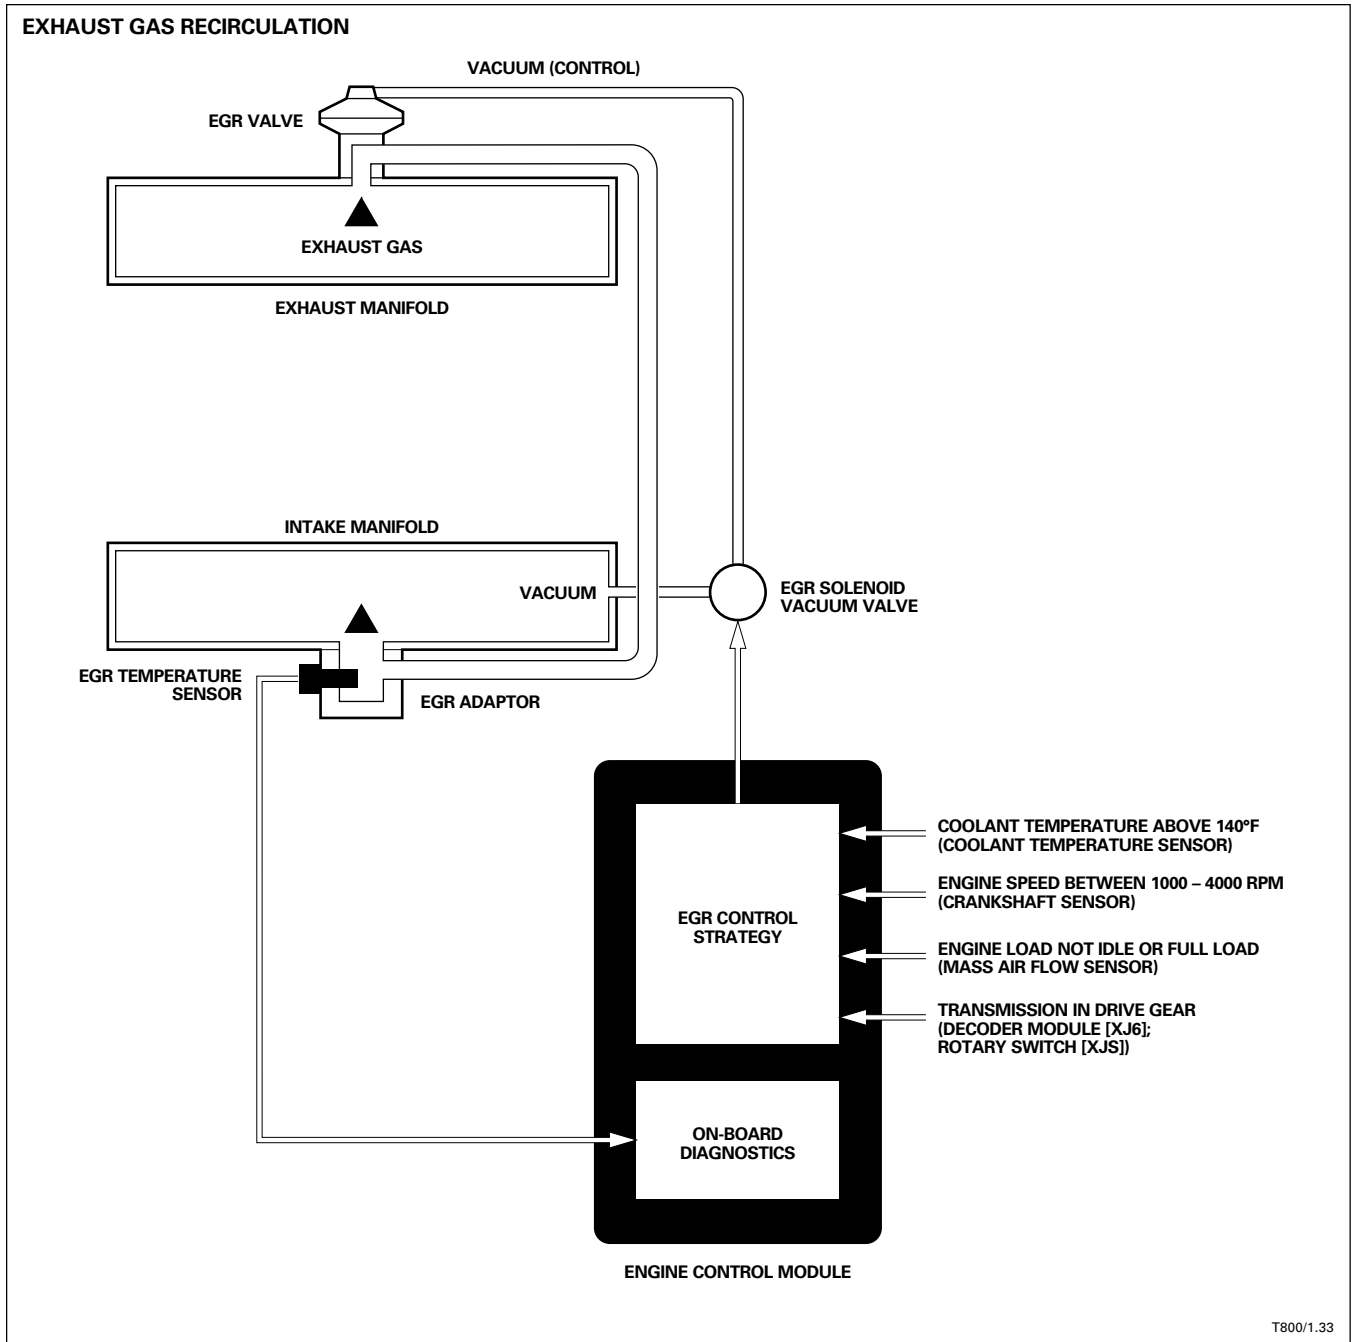 EXHAUST GAS RECIRCULATION
VACUUM (CONTROL)
EGR VALVE
EXHAUST GAS
EXHAUST MANIFOLD
INTAKE MANIFOLD
VACUUM
EGR SOLENOID
VACUUM VALVE
EGR TEMPERATURE
SENSOR
EGR ADAPTOR
COOLANT TEMPERATURE ABOVE 140°F
(COOLANT TEMPERATURE SENSOR)
ENGINE SPEED BETWEEN 1000 – 4000 RPM
(CRANKSHAFT SENSOR)
EGR CONTROL
STRATEGY
ENGINE LOAD NOT IDLE OR FULL LOAD
(MASS AIR FLOW SENSOR)
TRANSMISSION IN DRIVE GEAR
(DECODER MODULE [XJ6];
ROTARY SWITCH [XJS])
ON-BOARD
DIAGNOSTICS
ENGINE CONTROL MODULE
T800/1.33